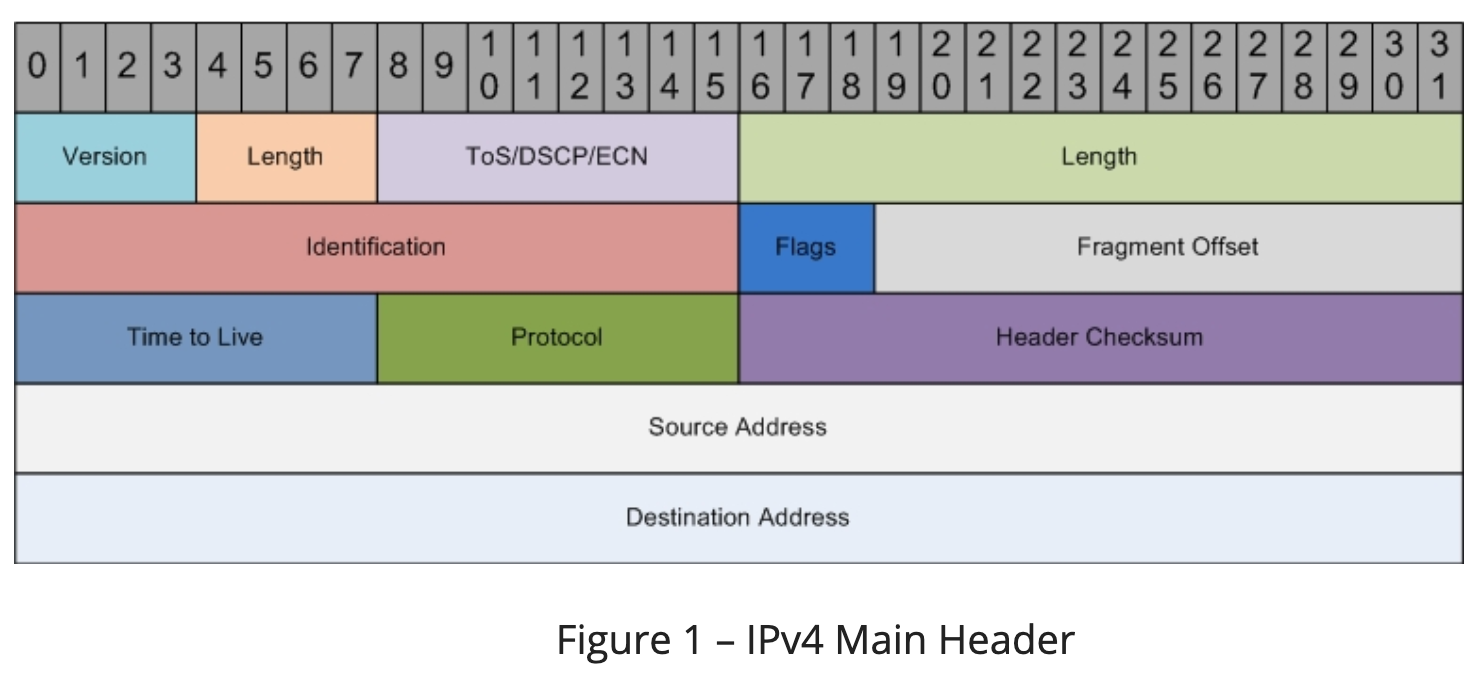 0 1 2 3 4 5 6 7 8 9 10 11 12 13 14 15 16 17 18 19 20 21 22 23 24 25 26 27 28 29 30 31
Version Length ToS/DSCP/ECN Length
Identification Flags Fragment Offset
Time to Live Protocol Header Checksum
Source Address
Destination Address
Figure 1 – IPv4 Main Header